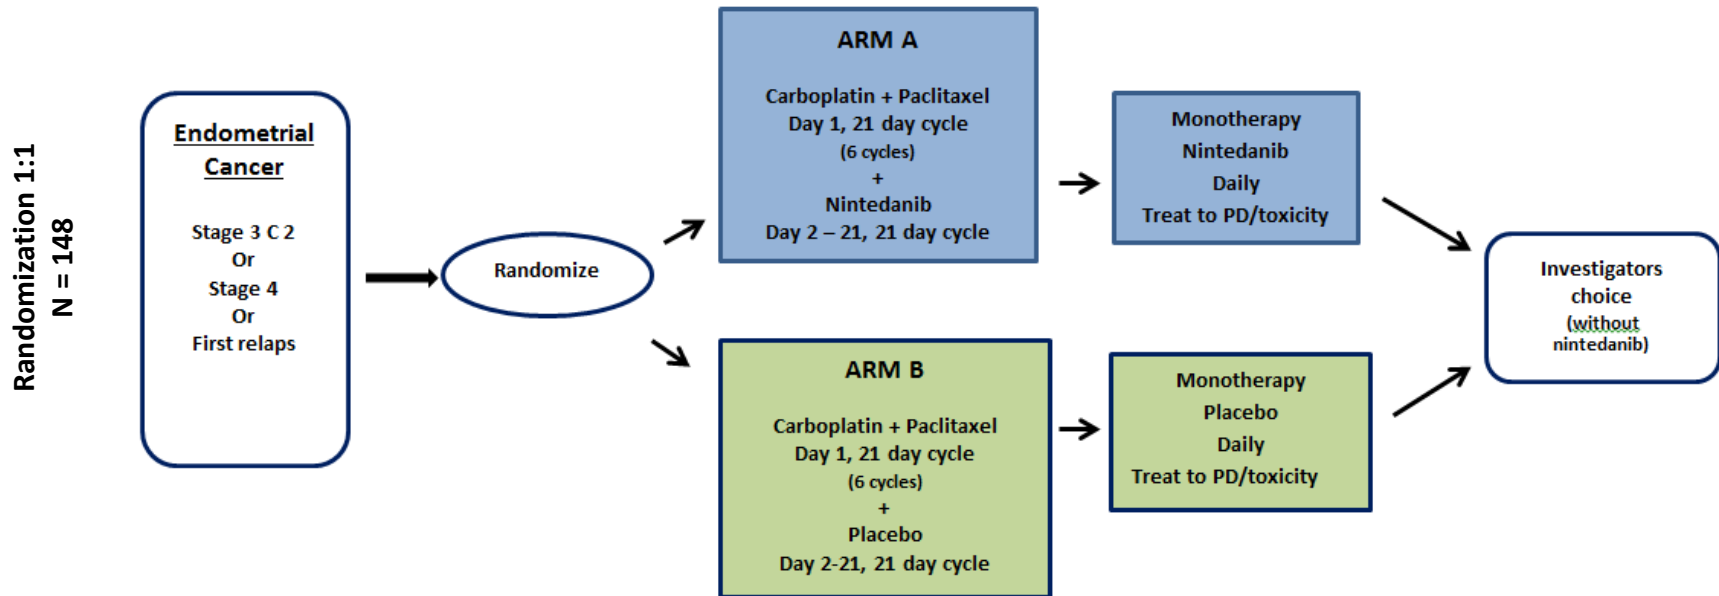 Randomization 1:1
N = 148
Endometrial
Cancer
Stage 3 C 2
Or
Stage 4
Or
First relaps
Randomize
ARM A
Carboplatin + Paclitaxel
Day 1, 21 day cycle
(6 cycles)
+
Nintedanib
Day 2 – 21, 21 day cycle
Monotherapy
Nintedanib
Daily
Treat to PD/toxicity
ARM B
Carboplatin + Paclitaxel
Day 1, 21 day cycle
(6 cycles)
+
Placebo
Day 2-21, 21 day cycle
Monotherapy
Placebo
Daily
Treat to PD/toxicity
Investigators
choice
(without
nintedanib)